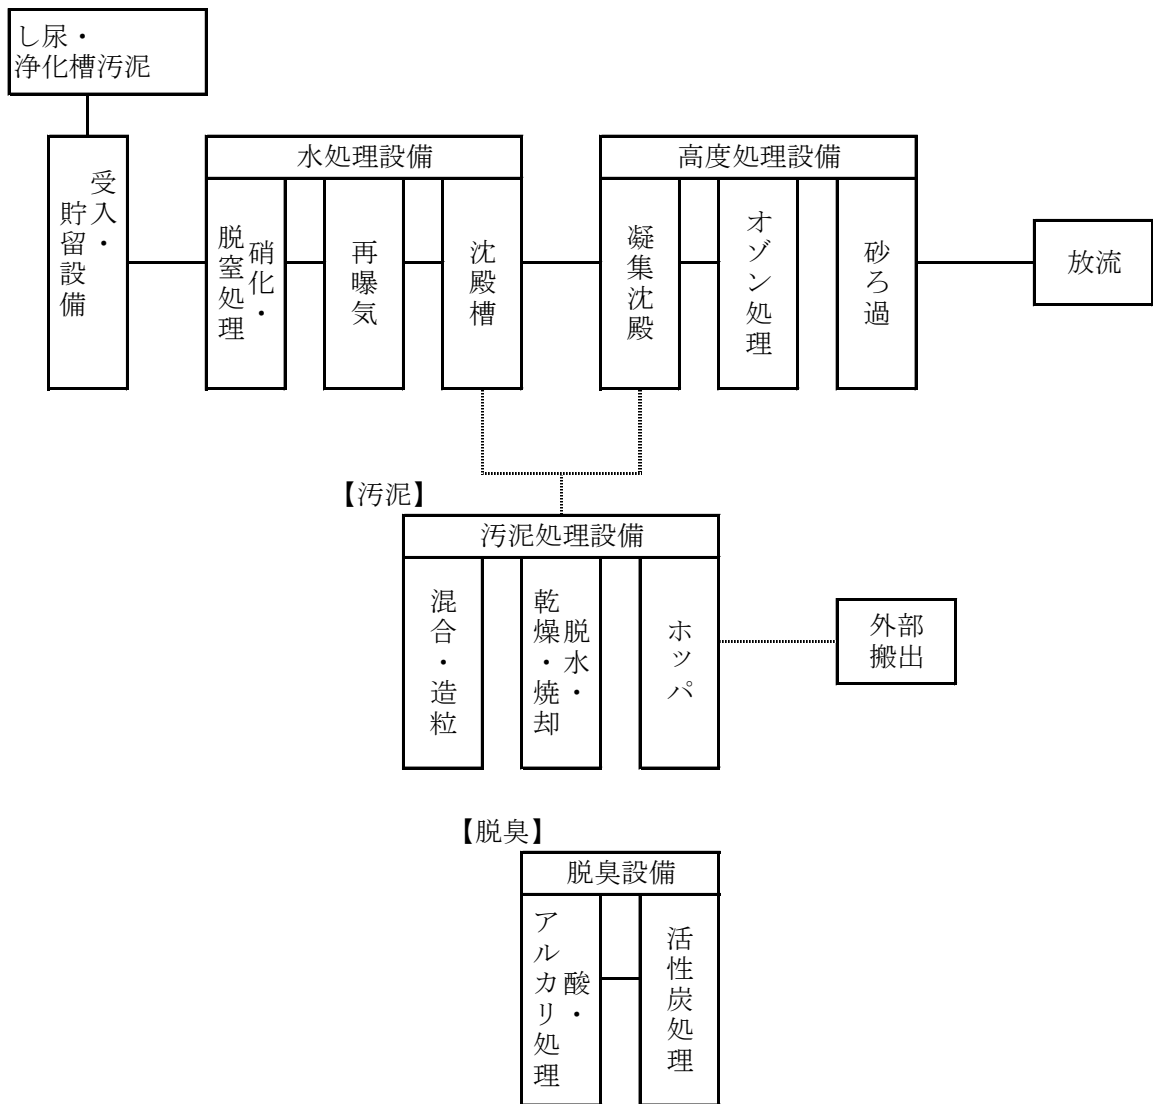 し尿・
浄化槽汚泥
受入・
貯留設備
水処理設備
硝化・
脱窒処理
再曝気
沈殿槽
高度処理設備
凝集沈殿
オゾン処理
砂ろ過
放流
【汚泥】
汚泥処理設備
混合・造粒
脱水・
乾燥・焼却
ホッパ
外部
搬出
【脱臭】
脱臭設備
酸・
アルカリ処理
活性炭処理